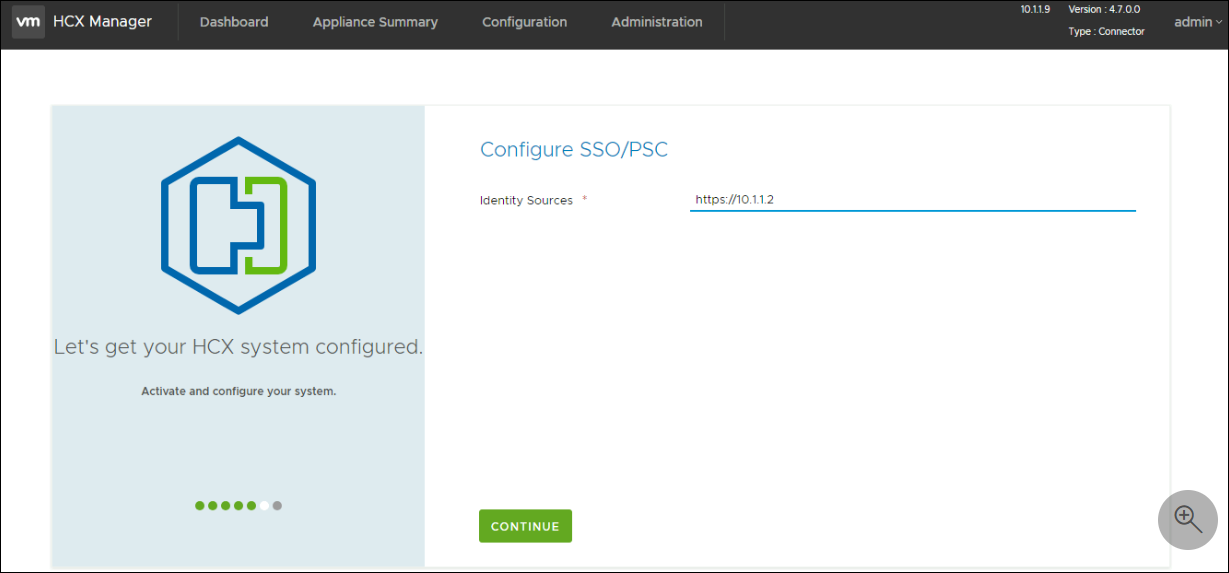 vm HCX Manager Dashboard Appliance Summary Configuration Administration 10.1.1.9 Version : 4.7.0.0 admin
Type : Connector
Configure SSO/PSC
Identity Sources * https://10.1.1.2
Let's get your HCX system configured.
Activate and configure your system.
CONTINUE